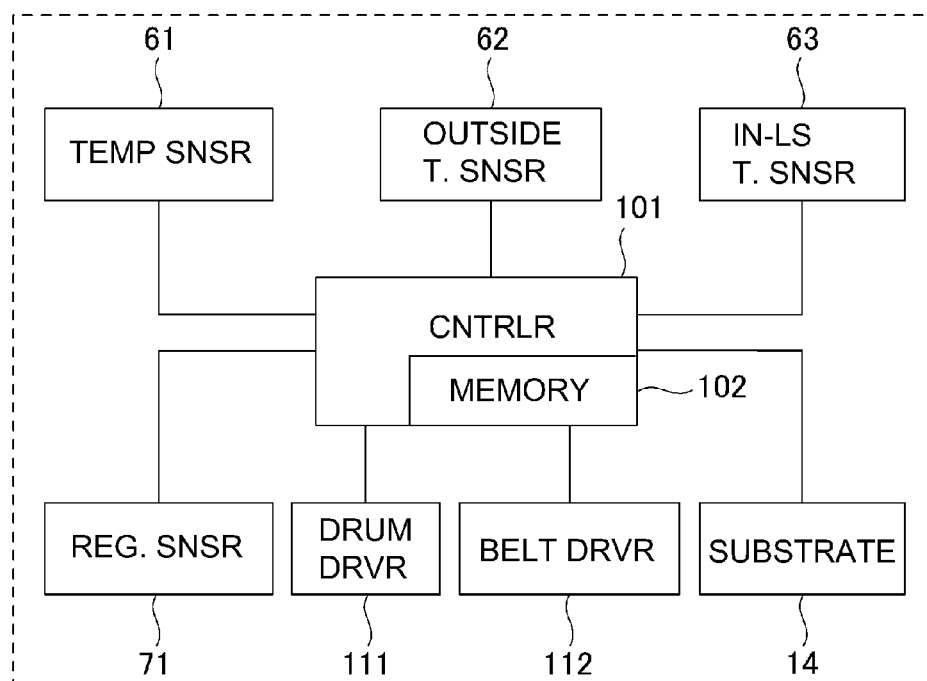 61
62
63
TEMP SNSR
OUTSIDE
T. SNSR
IN-LS
T. SNSR
101
CNTRLR
MEMORY
102
REG. SNSR
DRUM
DRVR
BELT DRVR
SUBSTRATE
71
111
112
14